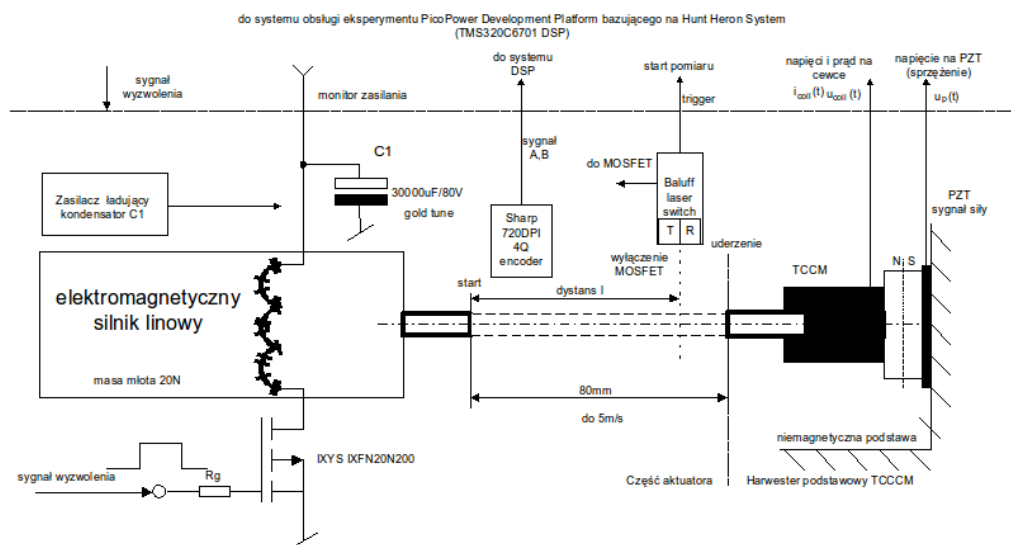 do systemu obsługi eksperymentu PicoPower Development Platform bazującego na Hunt Heron System
(TMS320C6701 DSP)
sygnał
wyzwolenia
monitor zasilania
do systemu
DSP
start pomiaru
trigger
napięci i prąd na
cewce
i_coil(t) u_coil(t)
napięcie na PZT
(sprzężenie)
u_P(t)
sygnał
A,B
do MOSFET
Baluff
laser
switch
T R
C1
30000uF/80V
gold tune
Zasilacz ładujący
kondensator C1
Sharp
720DPI
4Q
encoder
PZT
sygnał siły
wyłączenie
MOSFET
uderzenie
TCCM
N S
start
dystans l
elektromagnetyczny
silnik linowy
masa młota 20N
80mm
do 5m/s
niemagnetyczna podstawa
IXYS IXFN20N200
sygnał wyzwolenia
Rg
Część aktuatora
Harwester podstawowy TCCCM